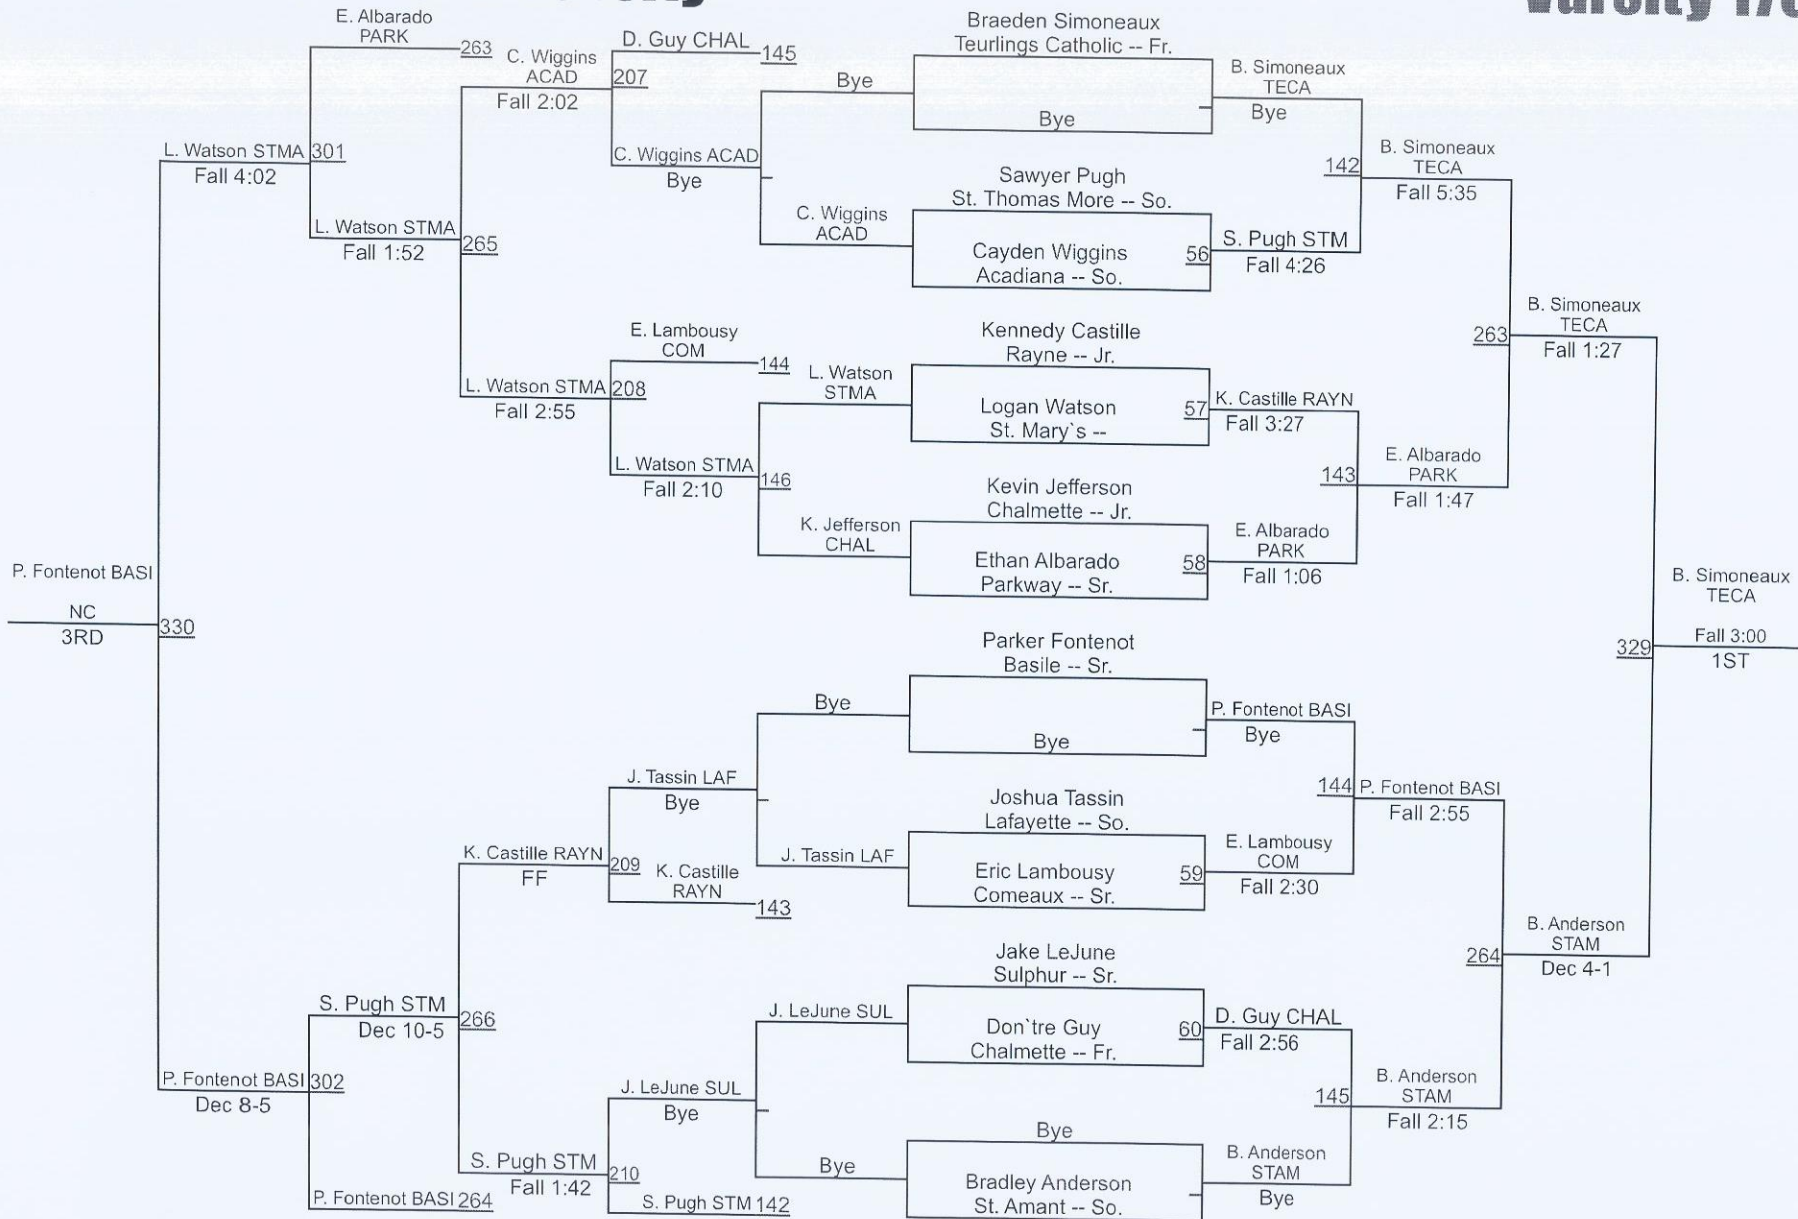 E. Albarado
PARK
263
C. Wiggins
ACAD
Fall 2:02
D. Guy CHAL
145
207
Bye
C. Wiggins ACAD
Bye
C. Wiggins
ACAD
L. Watson STMA
301
Fall 4:02
L. Watson STMA
Fall 1:52
265
E. Lambousy
COM
144
L. Watson STMA
208
Fall 2:55
L. Watson
STMA
L. Watson STMA
146
Fall 2:10
K. Jefferson
CHAL
P. Fontenot BASI
NC
3RD
330
Bye
J. Tassin LAF
Bye
J. Tassin LAF
K. Castille RAYN
FF
209
K. Castille
RAYN
143
S. Pugh STM
Dec 10-5
266
J. LeJune SUL
J. LeJune SUL
Bye
Bye
P. Fontenot BASI
302
Dec 8-5
S. Pugh STM
Fall 1:42
210
P. Fontenot BASI
264
S. Pugh STM
142
Braeden Simoneaux
Teurlings Catholic -- Fr.
Bye
Sawyer Pugh
St. Thomas More -- So.
Cayden Wiggins
Acadiana -- So.
56
Kennedy Castille
Rayne -- Jr.
Logan Watson
St. Mary`s --
57
Kevin Jefferson
Chalmette -- Jr.
Ethan Albarado
Parkway -- Sr.
58
Parker Fontenot
Basile -- Sr.
Bye
Joshua Tassin
Lafayette -- So.
Eric Lambousy
Comeaux -- Sr.
59
Jake LeJune
Sulphur -- Sr.
Don`tre Guy
Chalmette -- Fr.
60
Bye
Bradley Anderson
St. Amant -- So.
B. Simoneaux
TECA
Bye
142
S. Pugh STM
Fall 4:26
B. Simoneaux
TECA
Fall 5:35
K. Castille RAYN
Fall 3:27
143
E. Albarado
PARK
Fall 1:06
E. Albarado
PARK
Fall 1:47
263
B. Simoneaux
TECA
Fall 1:27
P. Fontenot BASI
Bye
144
P. Fontenot BASI
Fall 2:55
E. Lambousy
COM
Fall 2:30
D. Guy CHAL
Fall 2:56
145
B. Anderson
STAM
Fall 2:15
B. Anderson
STAM
Bye
264
B. Anderson
STAM
Dec 4-1
329
B. Simoneaux
TECA
Fall 3:00
1ST